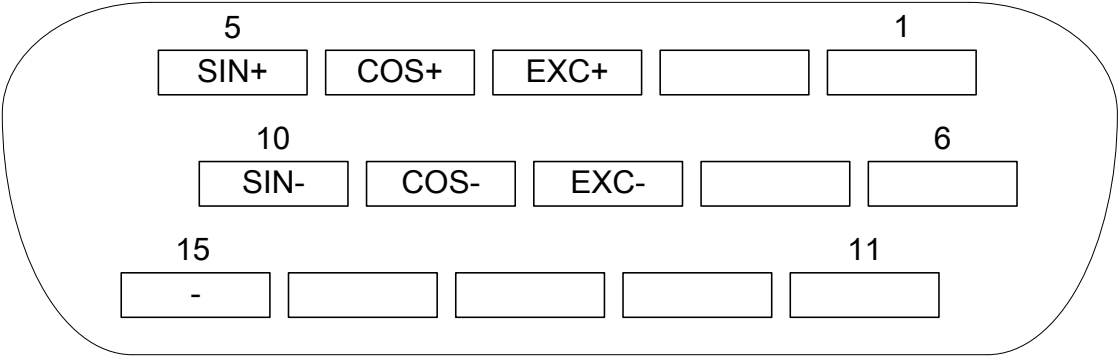 5 1
SIN+ COS+ EXC+
10 6
SIN- COS- EXC-
15 11
-